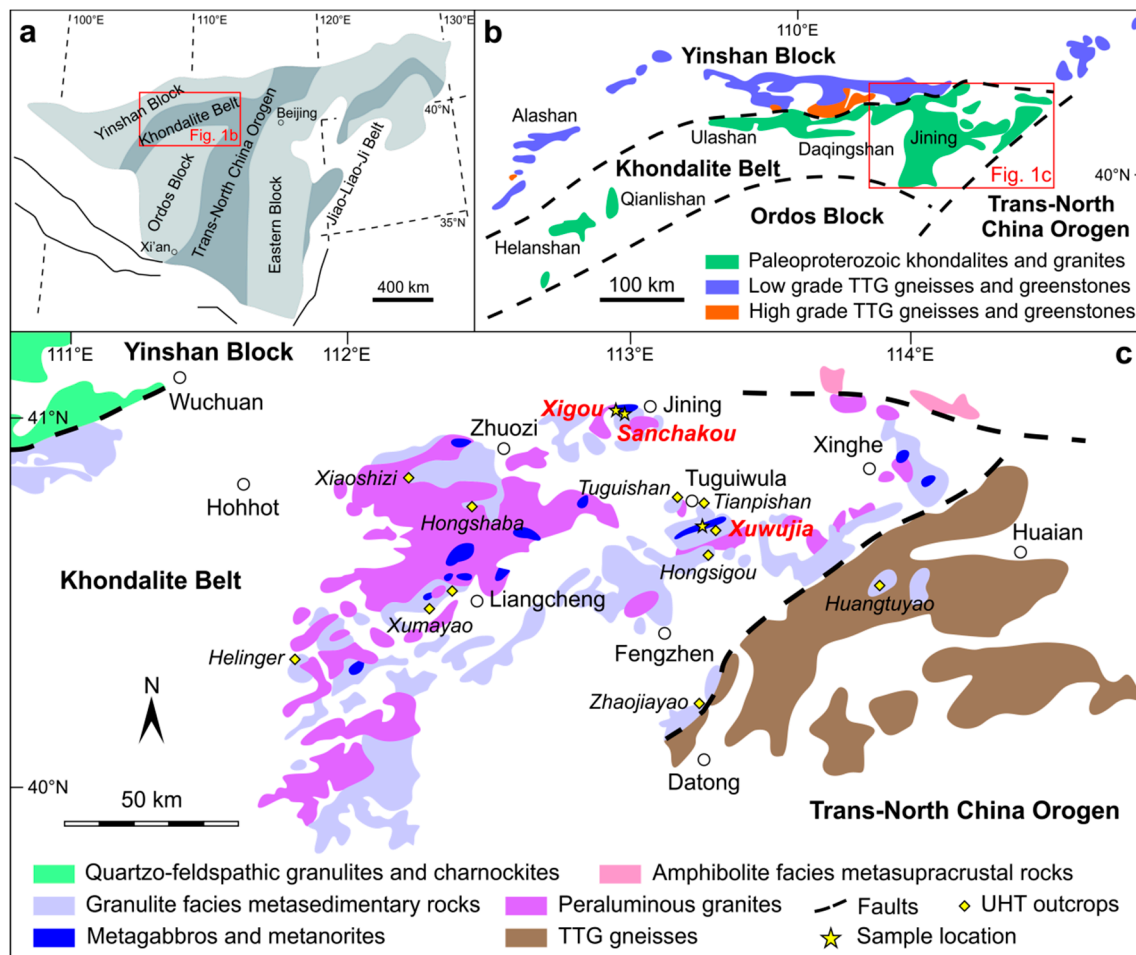 a
100°E
110°E
120°E
130°E
Yinshan Block
Khondalite Belt
Fig. 1b
Beijing
40°N
Ordos Block
Trans-North China Orogen
Eastern Block
Jiao-Liao-Ji Belt
35°N
Xi'an
400 km
b
110°E
Yinshan Block
Alashan
Ulashan
Daqingshan
Jining
Khondalite Belt
Fig. 1c
40°N
Qianlishan
Ordos Block
Trans-North
China Orogen
Helanshan
100 km
Paleoproterozoic khondalites and granites
Low grade TTG gneisses and greenstones
High grade TTG gneisses and greenstones
c
111°E
Yinshan Block
112°E
113°E
114°E
Wuchuan
41°N
Xigou
Jining
Sanchakou
Zhuozi
Xinghe
Xiaoshizi
Tuguishan
Tuguiwula
Tianpishan
Hohhot
Hongshaba
Xuwujia
Huaian
Hongsigou
Khondalite Belt
Liangcheng
Huangtuyao
Xumayao
Fengzhen
Helinger
N
Zhaojiayao
Datong
40°N
50 km
Trans-North China Orogen
Quartzo-feldspathic granulites and charnockites
Amphibolite facies metasupracrustal rocks
Granulite facies metasedimentary rocks
Peraluminous granites
Faults
UHT outcrops
Metagabbros and metanorites
TTG gneisses
Sample location